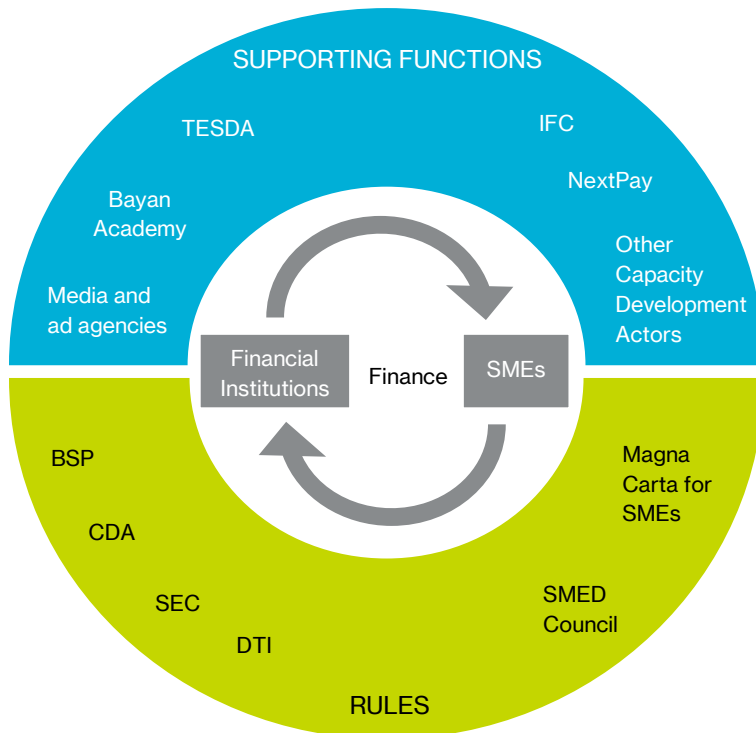 SUPPORTING FUNCTIONS
TESDA
IFC
NextPay
Bayan
Academy
Other
Capacity
Development
Actors
Media and
ad agencies
Financial
Institutions
Finance
SMEs
BSP
Magna
Carta for
SMEs
CDA
SEC
SMED
Council
DTI
RULES